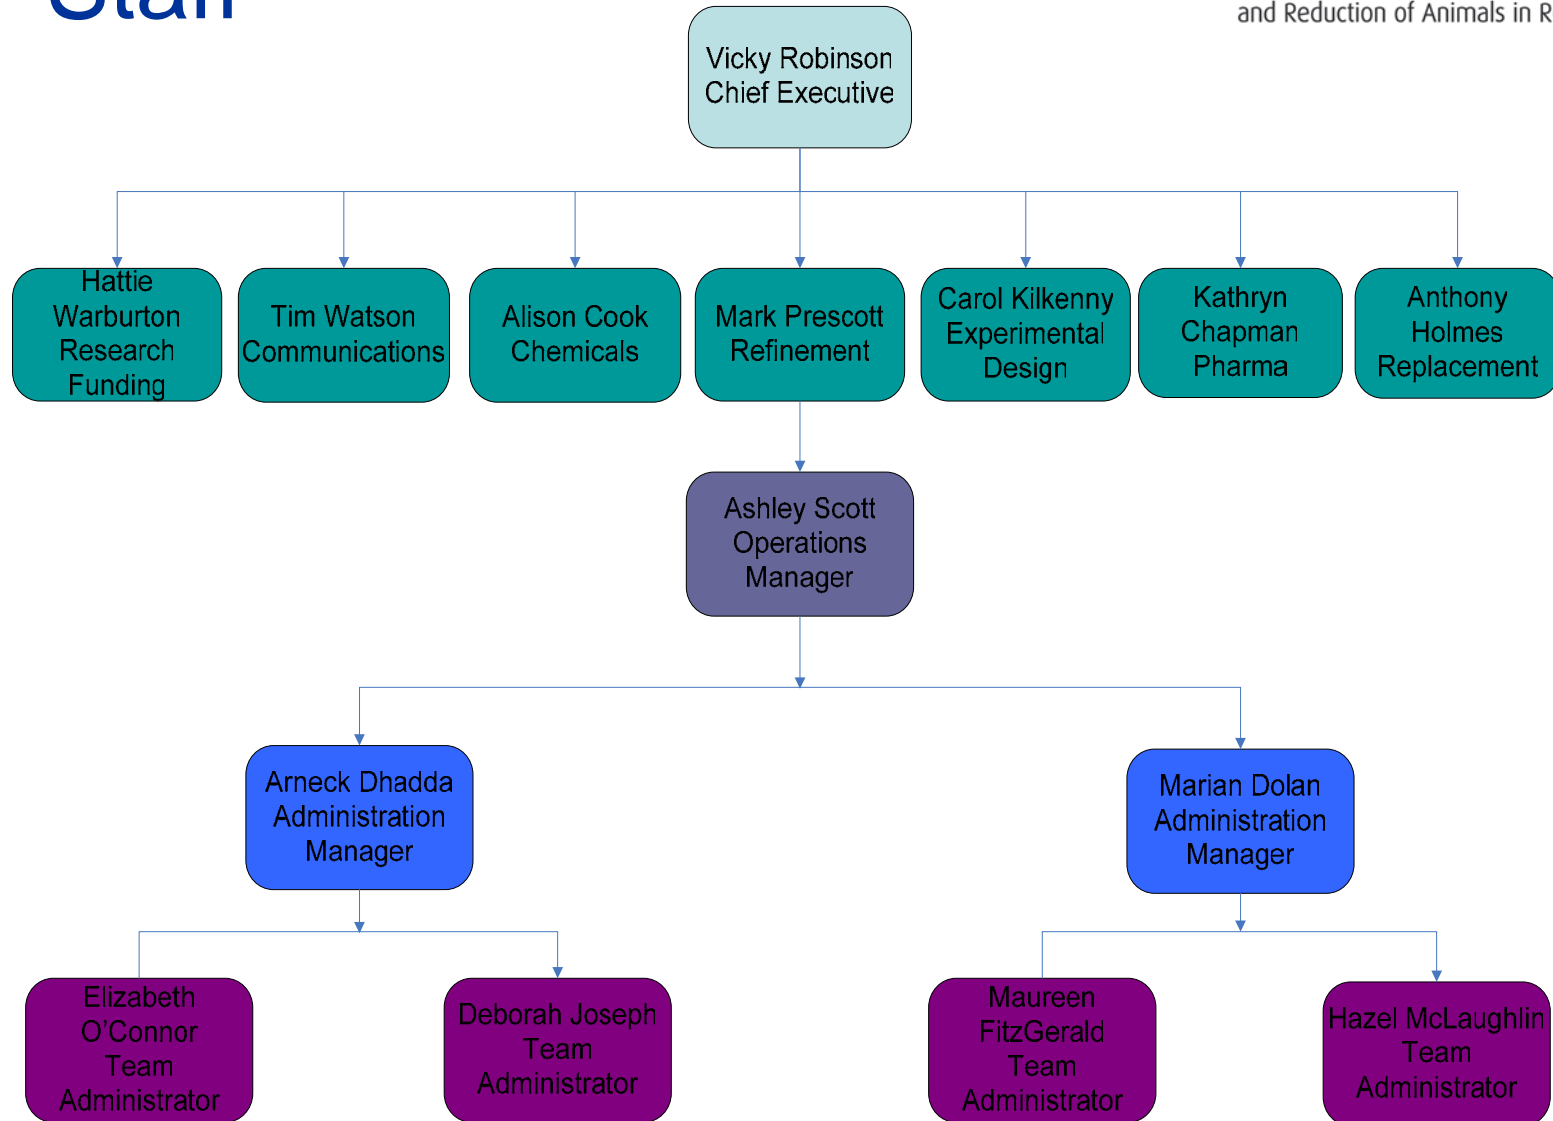 Staff
and Reduction of Animals in R
Vicky Robinson
Chief Executive
Hattie
Warburton
Research
Funding
Tim Watson
Communications
Alison Cook
Chemicals
Mark Prescott
Refinement
Carol Kilkenny
Experimental
Design
Kathryn
Chapman
Pharma
Anthony
Holmes
Replacement
Ashley Scott
Operations
Manager
Arneck Dhadda
Administration
Manager
Marian Dolan
Administration
Manager
Elizabeth
O’Connor
Team
Administrator
Deborah Joseph
Team
Administrator
Maureen
FitzGerald
Team
Administrator
Hazel McLaughlin
Team
Administrator